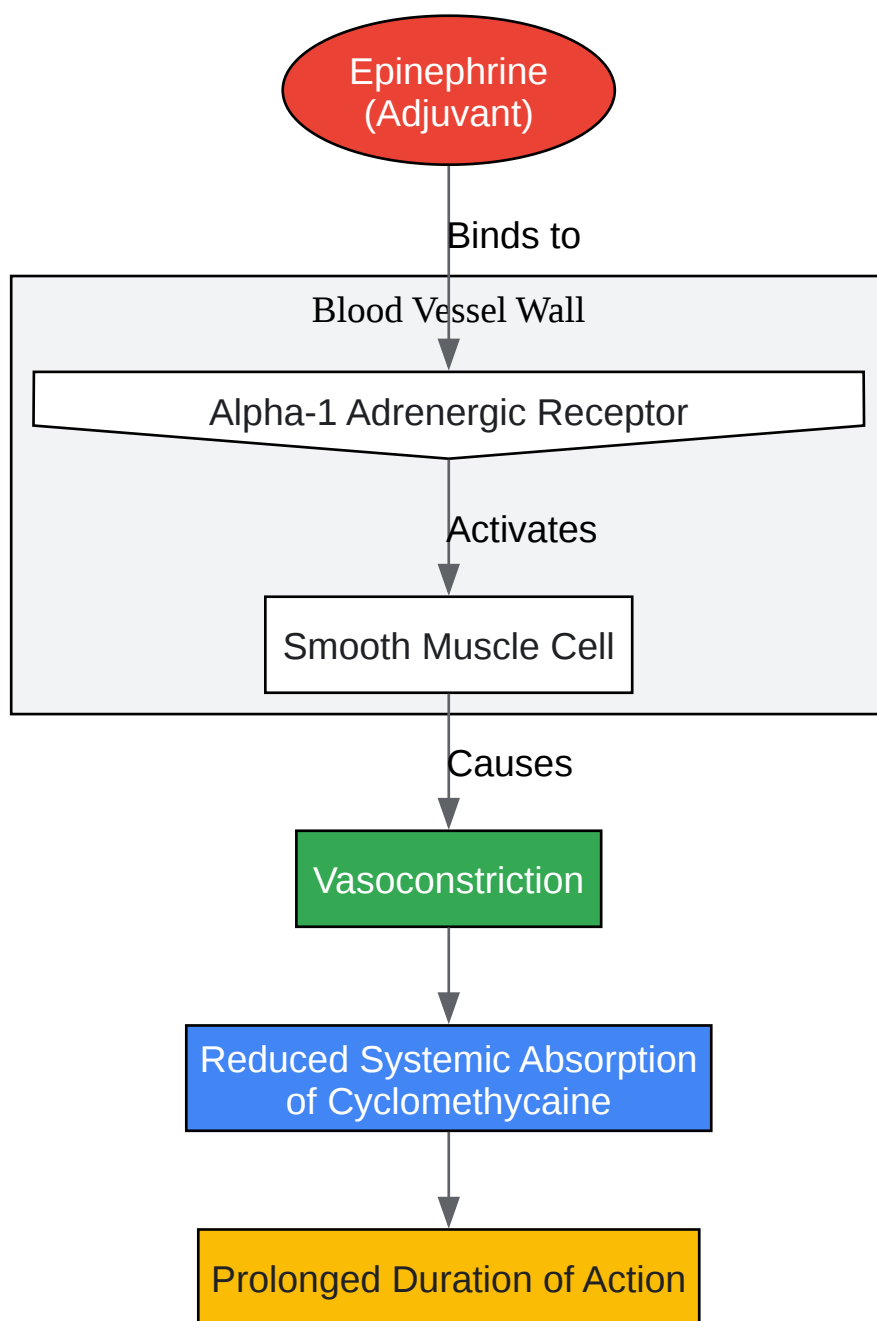 Epinephrine
(Adjuvant)
Binds to
Blood Vessel Wall
Alpha-1 Adrenergic Receptor
Activates
Smooth Muscle Cell
Causes
Vasoconstriction
Reduced Systemic Absorption
of Cyclomethycaine
Prolonged Duration of Action